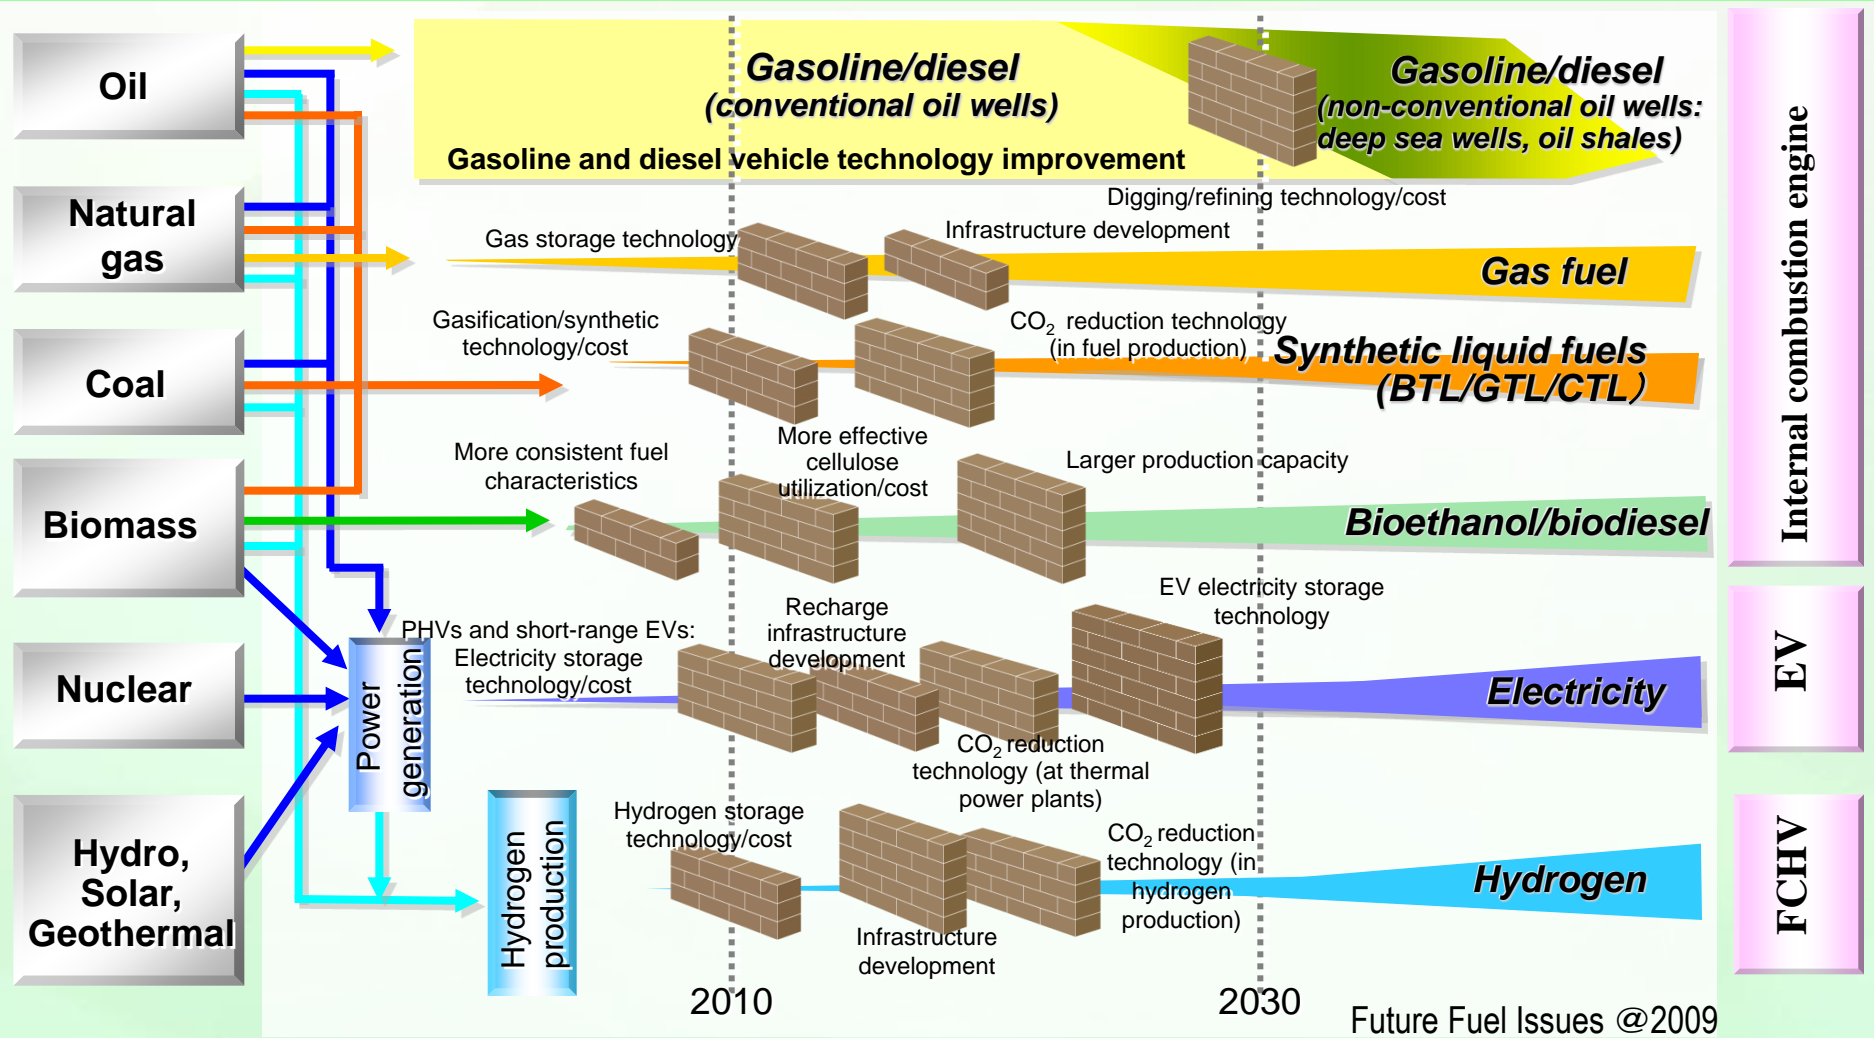 Oil
Natural
gas
Coal
Biomass
Nuclear
Hydro,
Solar,
Geothermal
Power
generation
Hydrogen
production
Gasoline/diesel
(conventional oil wells)
Gasoline and diesel vehicle technology improvement
Gasoline/diesel
(non-conventional oil wells:
deep sea wells, oil shales)
Digging/refining technology/cost
Gas storage technology
Infrastructure development
Gas fuel
Gasification/synthetic
technology/cost
CO2 reduction technology
(in fuel production)
Synthetic liquid fuels
(BTL/GTL/CTL）
More consistent fuel
characteristics
More effective
cellulose
utilization/cost
Larger production capacity
Bioethanol/biodiesel
PHVs and short-range EVs:
Electricity storage
technology/cost
Recharge
infrastructure
development
CO2 reduction
technology (at thermal
power plants)
EV electricity storage
technology
Electricity
Hydrogen storage
technology/cost
Infrastructure
development
CO2 reduction
technology (in
hydrogen
production)
Hydrogen
2010
2030
Internal combustion engine
EV
FCHV
Future Fuel Issues ＠2009